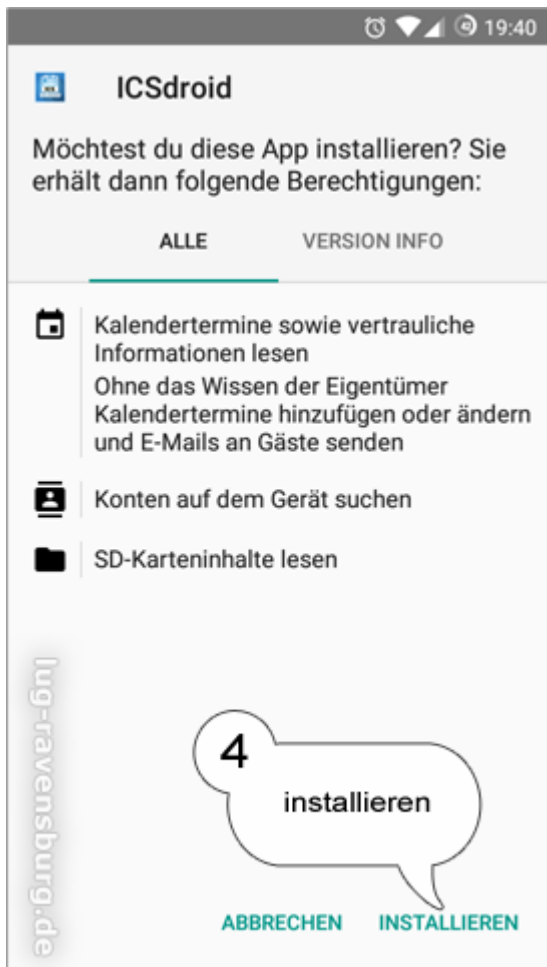 19:40
ICSdroid
Möchtest du diese App installieren? Sie
erhält dann folgende Berechtigungen:
ALLE
VERSION INFO
Kalendertermine sowie vertrauliche
Informationen lesen
Ohne das Wissen der Eigentümer
Kalendertermine hinzufügen oder ändern
und E-Mails an Gäste senden
Konten auf dem Gerät suchen
SD-Karteninhalte lesen
lug-ravensburg.de
4
installieren
ABBRECHEN
INSTALLIEREN